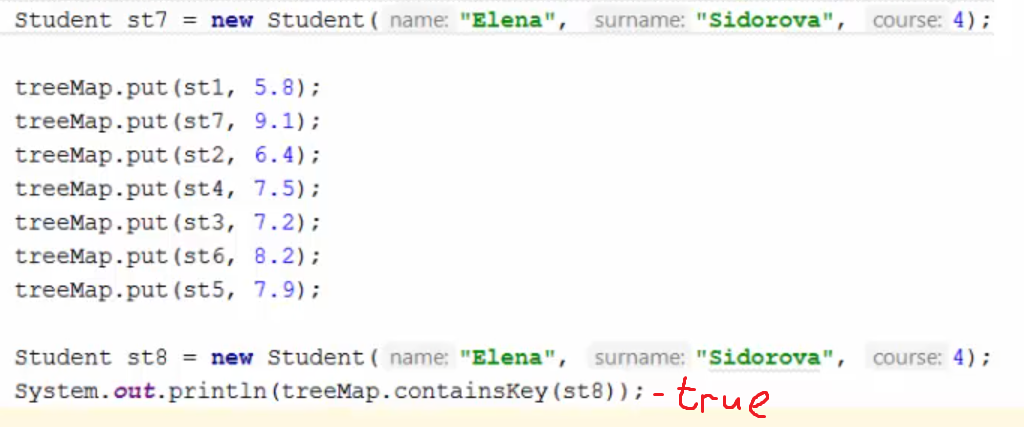 Student st7 = new Student( name: "Elena", surname: "Sidorova", course: 4);
treeMap.put(st1, 5.8);
treeMap.put(st7, 9.1);
treeMap.put(st2, 6.4);
treeMap.put(st4, 7.5);
treeMap.put(st3, 7.2);
treeMap.put(st6, 8.2);
treeMap.put(st5, 7.9);
Student st8 = new Student( name: "Elena", surname: "Sidorova", course: 4);
System.out.println(treeMap.containsKey(st8)); - true